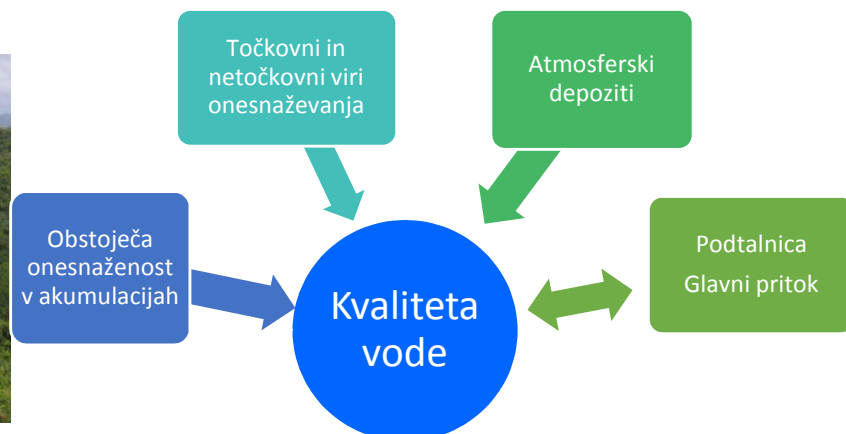 Točkovni in
netočkovni viri
onesnaževanja
Atmosferski
depoziti
Obstoječa
onesnaženost
v akumulacijah
Podtalnica
Glavni pritok
Kvaliteta
vode